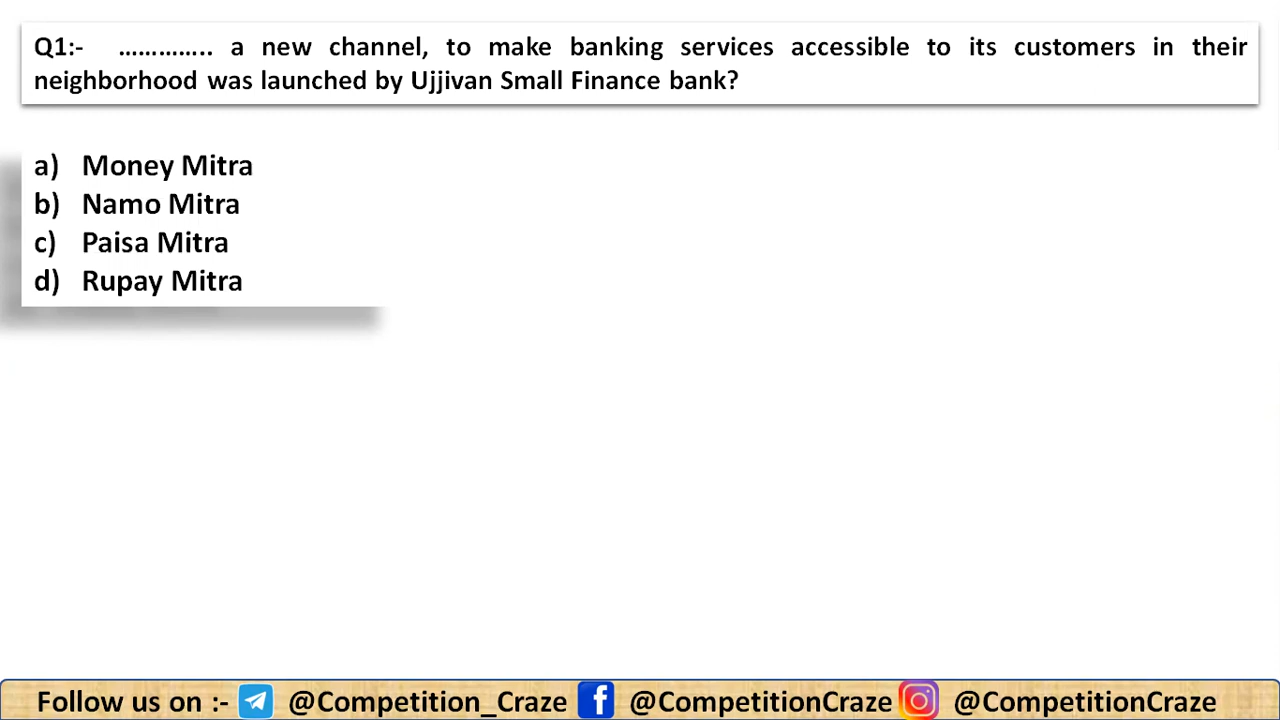 Q1:- ………….. a new channel, to make banking services accessible to its customers in their
neighborhood was launched by Ujjivan Small Finance bank?
a) Money Mitra
b) Namo Mitra
c) Paisa Mitra
d) Rupay Mitra
Follow us on :- @Competition_Craze @CompetitionCraze @CompetitionCraze